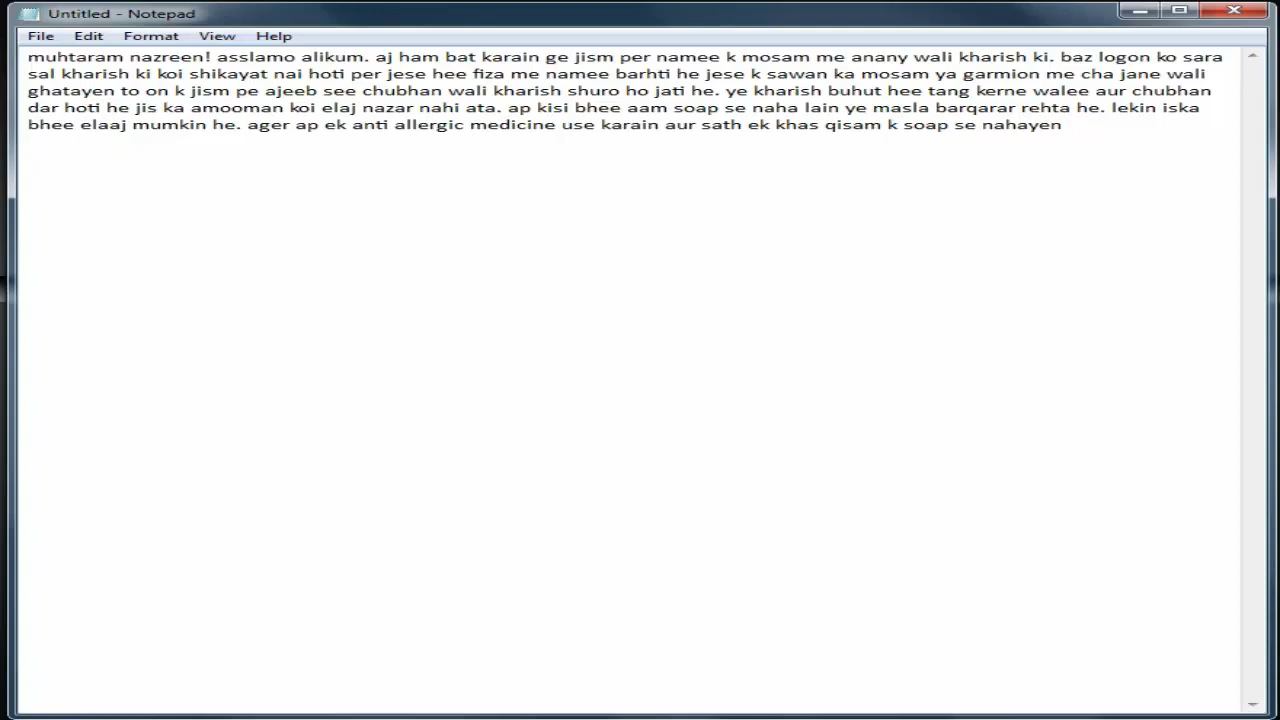 Untitled - Notepad
File Edit Format View Help
muhtaram nazreen! asslamo alikum. aj ham bat karain ge jism per namee k mosam me anany wali kharish ki. baz logon ko sara
sal kharish ki koi shikayat nai hoti per jese hee fiza me namee barhti he jese k sawan ka mosam ya garmion me cha jane wali
ghatayen to on k jism pe ajeeb see chubhan wali kharish shuro ho jati he. ye kharish buhut hee tang kerne walee aur chubhan
dar hoti he jis ka amooman koi elaj nazar nahi ata. ap kisi bhee aam soap se naha lain ye masla barqarar rehta he. lekin iska
bhee elaaj mumkin he. ager ap ek anti allergic medicine use karain aur sath ek khas qisam k soap se nahayen